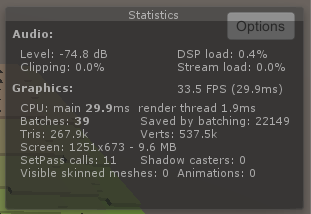 Statistics
Options
Audio:
Level: -74.8 dB DSP load: 0.4%
Clipping: 0.0% Stream load: 0.0%
Graphics: 33.5 FPS (29.9ms)
CPU: main 29.9ms render thread 1.9ms
Batches: 39 Saved by batching: 22149
Tris: 267.9k Verts: 537.5k
Screen: 1251x673 - 9.6 MB
SetPass calls: 11 Shadow casters: 0
Visible skinned meshes: 0 Animations: 0